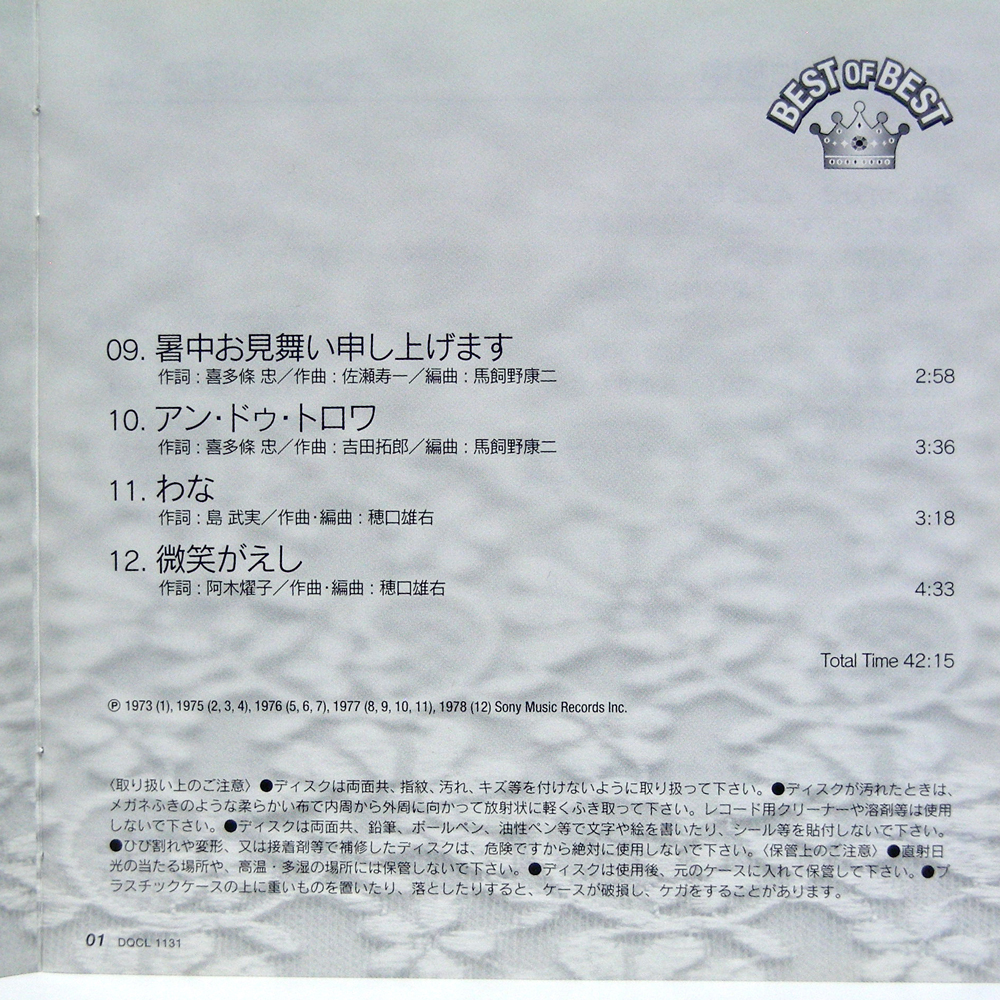 BEST OF BEST
09. 暑中お見舞い申し上げます
作詞：喜多條 忠／作曲：佐瀬寿一／編曲：馬飼野康二 2:58
10. アン・ドゥ・トロワ
作詞：喜多條 忠／作曲：吉田拓郎／編曲：馬飼野康二 3:36
11. わな
作詞：島 武実／作曲・編曲：穂口雄右 3:18
12. 微笑がえし
作詞：阿木燿子／作曲・編曲：穂口雄右 4:33
Total Time 42:15
℗ 1973 (1), 1975 (2, 3, 4), 1976 (5, 6, 7), 1977 (8, 9, 10, 11), 1978 (12) Sony Music Records Inc.
〈取り扱い上のご注意〉●ディスクは両面共、指紋、汚れ、キズ等を付けないように取り扱って下さい。●ディスクが汚れたときは、
メガネふきのような柔らかい布で内周から外周に向かって放射状に軽くふき取って下さい。レコード用クリーナーや溶剤等は使用
しないで下さい。●ディスクは両面共、鉛筆、ボールペン、油性ペン等で文字や絵を書いたり、シール等を貼付しないで下さい。
●ひび割れや変形、又は接着剤等で補修したディスクは、危険ですから絶対に使用しないで下さい。〈保管上のご注意〉●直射日
光の当たる場所や、高温・多湿の場所には保管しないで下さい。●ディスクは使用後、元のケースに入れて保管して下さい。●プ
ラスチックケースの上に重いものを置いたり、落としたりすると、ケースが破損し、ケガをすることがあります。
01 DQCL 1131